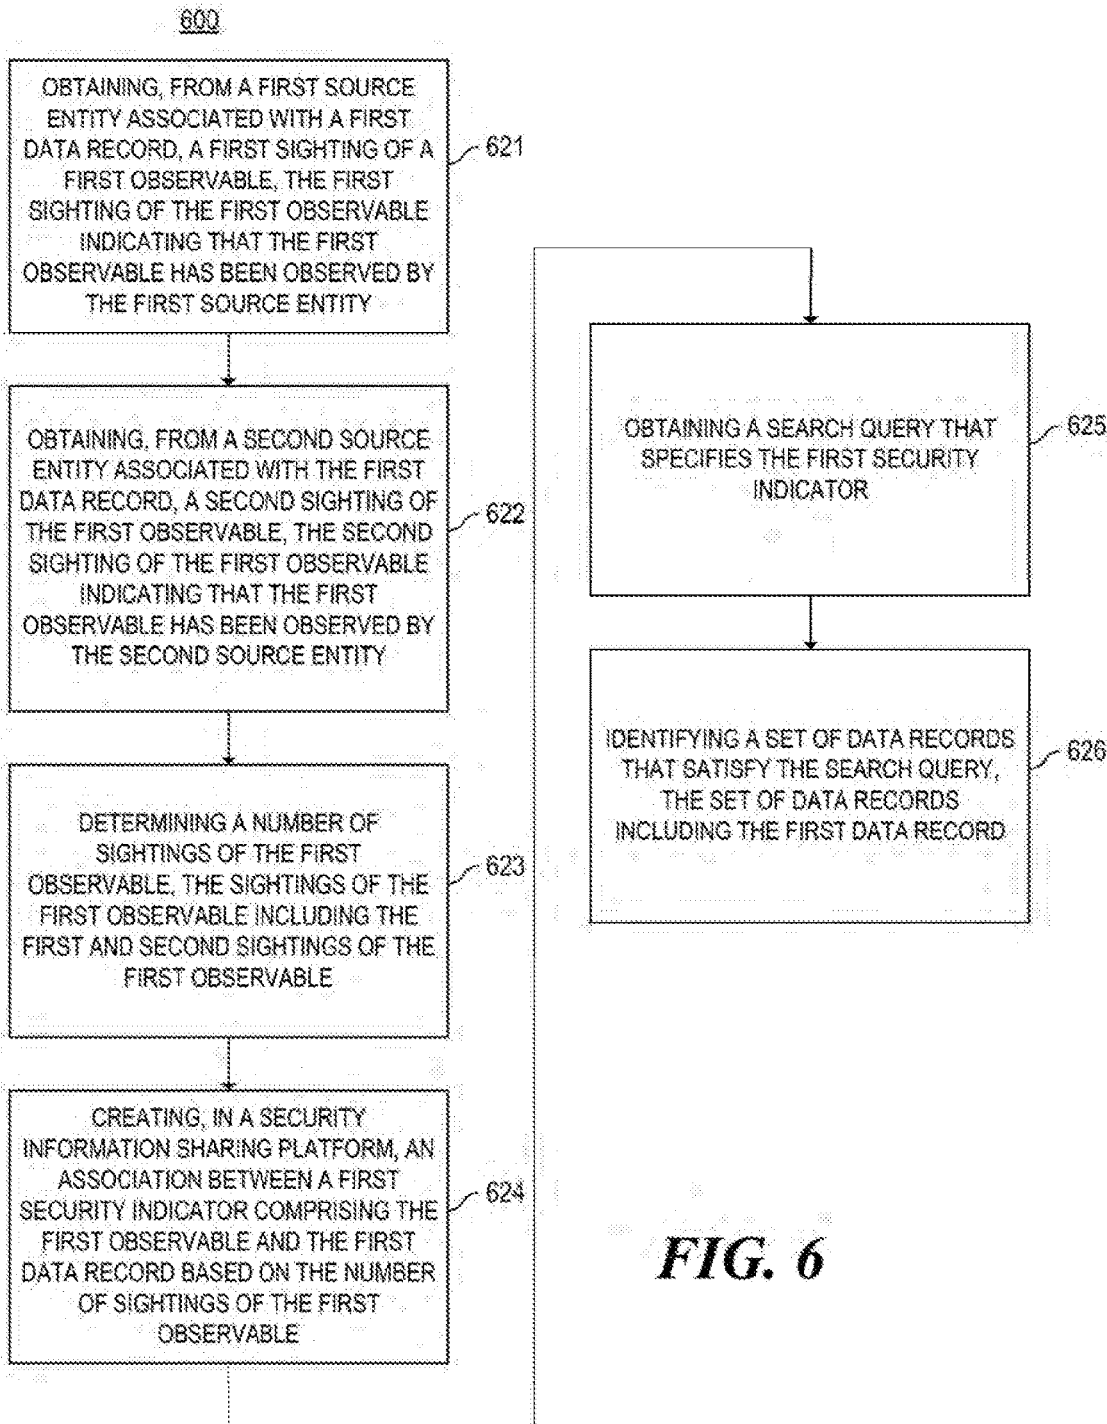 600
OBTAINING, FROM A FIRST SOURCE
ENTITY ASSOCIATED WITH A FIRST
DATA RECORD, A FIRST SIGHTING OF A
FIRST OBSERVABLE, THE FIRST
SIGHTING OF THE FIRST OBSERVABLE
INDICATING THAT THE FIRST
OBSERVABLE HAS BEEN OBSERVED BY
THE FIRST SOURCE ENTITY
621
OBTAINING, FROM A SECOND SOURCE
ENTITY ASSOCIATED WITH THE FIRST
DATA RECORD, A SECOND SIGHTING OF
THE FIRST OBSERVABLE, THE SECOND
SIGHTING OF THE FIRST OBSERVABLE
INDICATING THAT THE FIRST
OBSERVABLE HAS BEEN OBSERVED BY
THE SECOND SOURCE ENTITY
622
DETERMINING A NUMBER OF
SIGHTINGS OF THE FIRST
OBSERVABLE, THE SIGHTINGS OF THE
FIRST OBSERVABLE INCLUDING THE
FIRST AND SECOND SIGHTINGS OF THE
FIRST OBSERVABLE
623
CREATING, IN A SECURITY
INFORMATION SHARING PLATFORM, AN
ASSOCIATION BETWEEN A FIRST
SECURITY INDICATOR COMPRISING THE
FIRST OBSERVABLE AND THE FIRST
DATA RECORD BASED ON THE NUMBER
OF SIGHTINGS OF THE FIRST
OBSERVABLE
624
OBTAINING A SEARCH QUERY THAT
SPECIFIES THE FIRST SECURITY
INDICATOR
625
IDENTIFYING A SET OF DATA RECORDS
THAT SATISFY THE SEARCH QUERY,
THE SET OF DATA RECORDS
INCLUDING THE FIRST DATA RECORD
626
FIG. 6